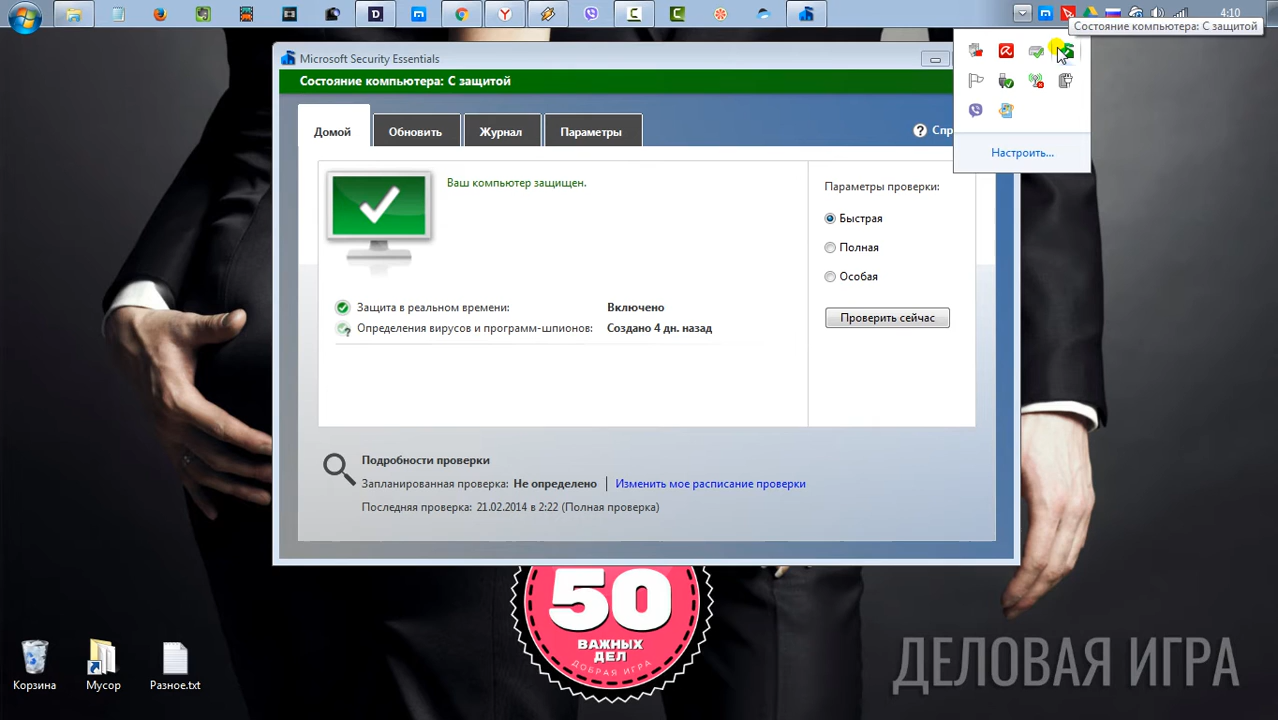 4:10
Состояние компьютера: С защитой
Microsoft Security Essentials
Состояние компьютера: С защитой
Домой
Обновить
Журнал
Параметры
Спр
Настроить...
Ваш компьютер защищен.
Параметры проверки:
Быстрая
Полная
Особая
Проверить сейчас
Защита в реальном времени: Включено
Определения вирусов и программ-шпионов: Создано 4 дн. назад
Подробности проверки
Запланированная проверка: Не определено | Изменить мое расписание проверки
Последняя проверка: 21.02.2014 в 2:22 (Полная проверка)
50
ВАЖНЫХ
ДЕЛ
ДОБРАЯ ИГРА
ДЕЛОВАЯ ИГРА
Корзина
Мусор
Разное.txt